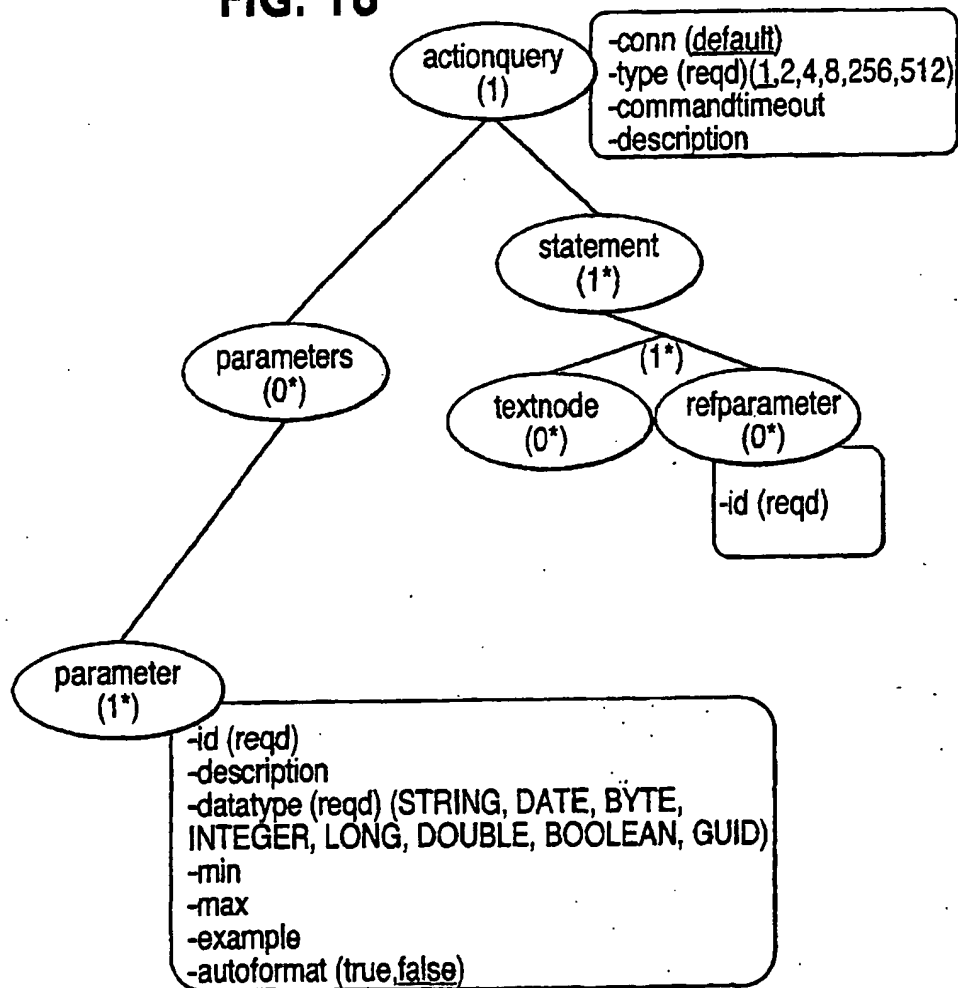 FIG. 16
actionquery
(1)
-conn (default)
-type (reqd)(1,2,4,8,256,512)
-commandtimeout
-description
statement
(1*)
parameters
(0*)
(1*)
textnode
(0*)
refparameter
(0*)
-id (reqd)
parameter
(1*)
-id (reqd)
-description
-datatype (reqd) (STRING, DATE, BYTE,
INTEGER, LONG, DOUBLE, BOOLEAN, GUID)
-min
-max
-example
-autoformat (true,false)